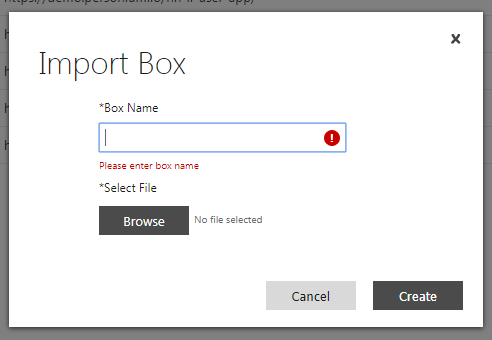 Import Box
*Box Name
Please enter box name
*Select File
Browse No file selected
Cancel Create